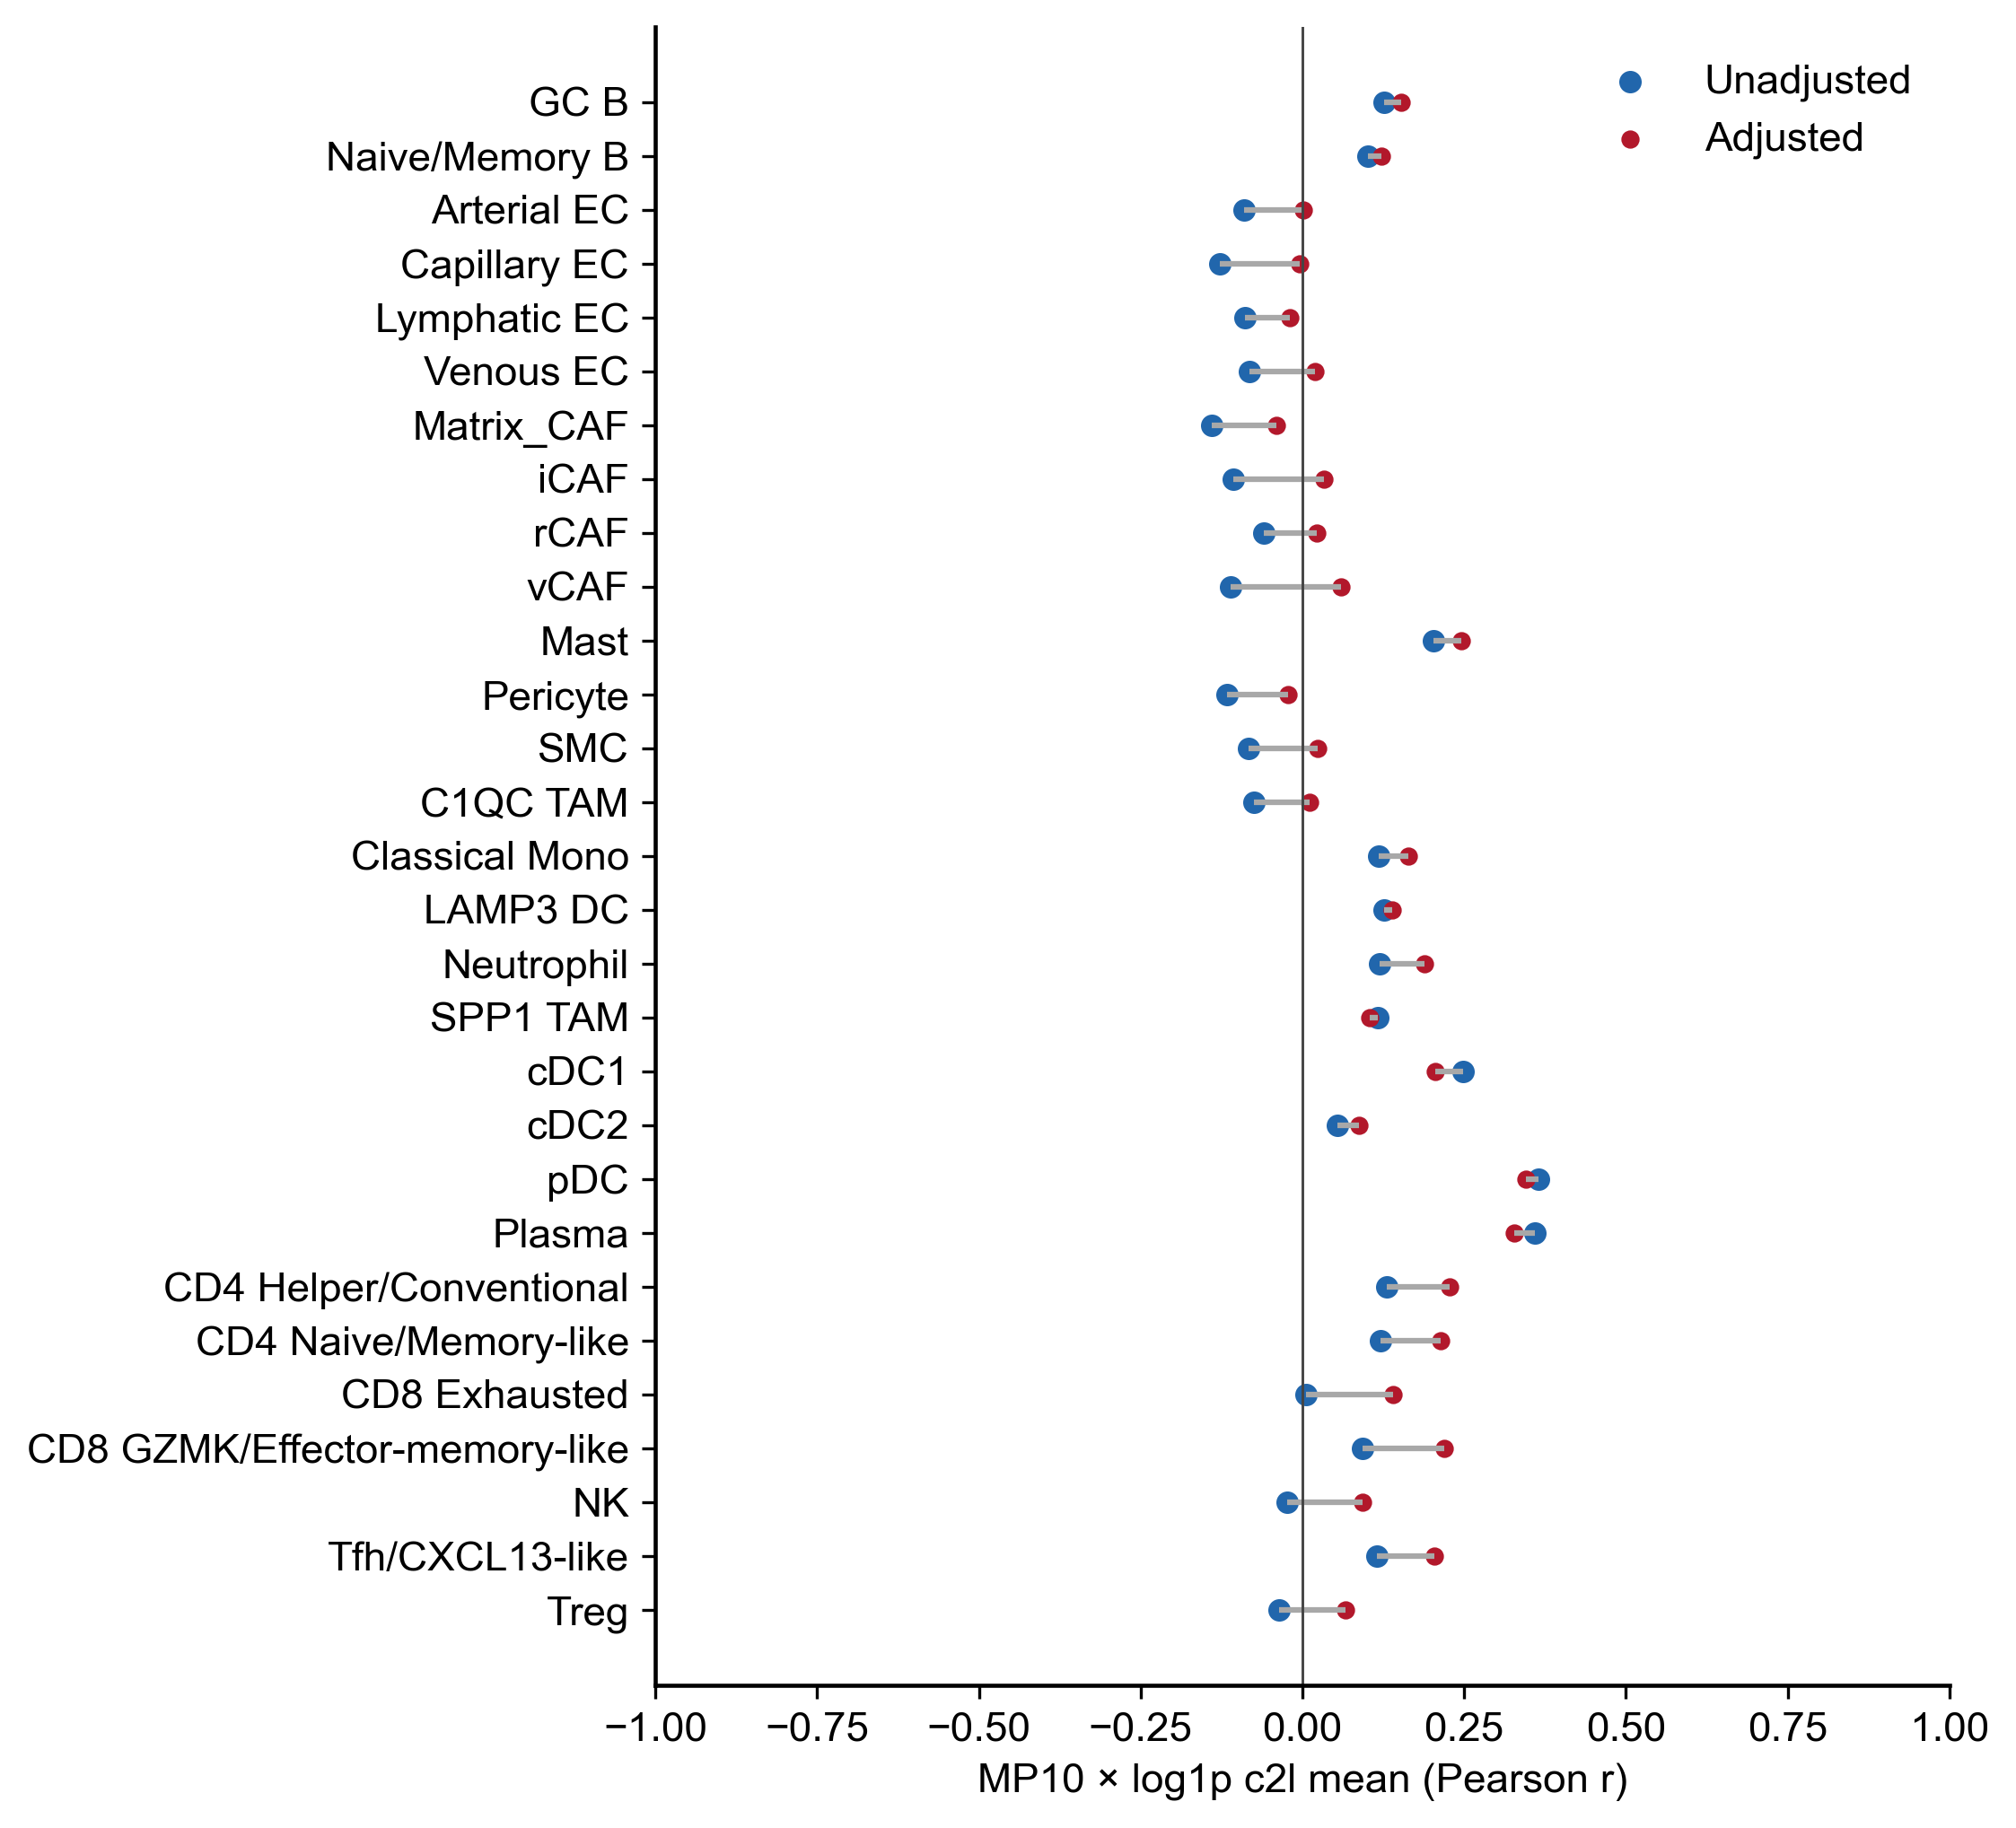 Unadjusted
Adjusted
GC B
Naive/Memory B
Arterial EC
Capillary EC
Lymphatic EC
Venous EC
Matrix_CAF
iCAF
rCAF
vCAF
Mast
Pericyte
SMC
C1QC TAM
Classical Mono
LAMP3 DC
Neutrophil
SPP1 TAM
cDC1
cDC2
pDC
Plasma
CD4 Helper/Conventional
CD4 Naive/Memory-like
CD8 Exhausted
CD8 GZMK/Effector-memory-like
NK
Tfh/CXCL13-like
Treg
−1.00 −0.75 −0.50 −0.25 0.00 0.25 0.50 0.75 1.00
MP10 × log1p c2l mean (Pearson r)